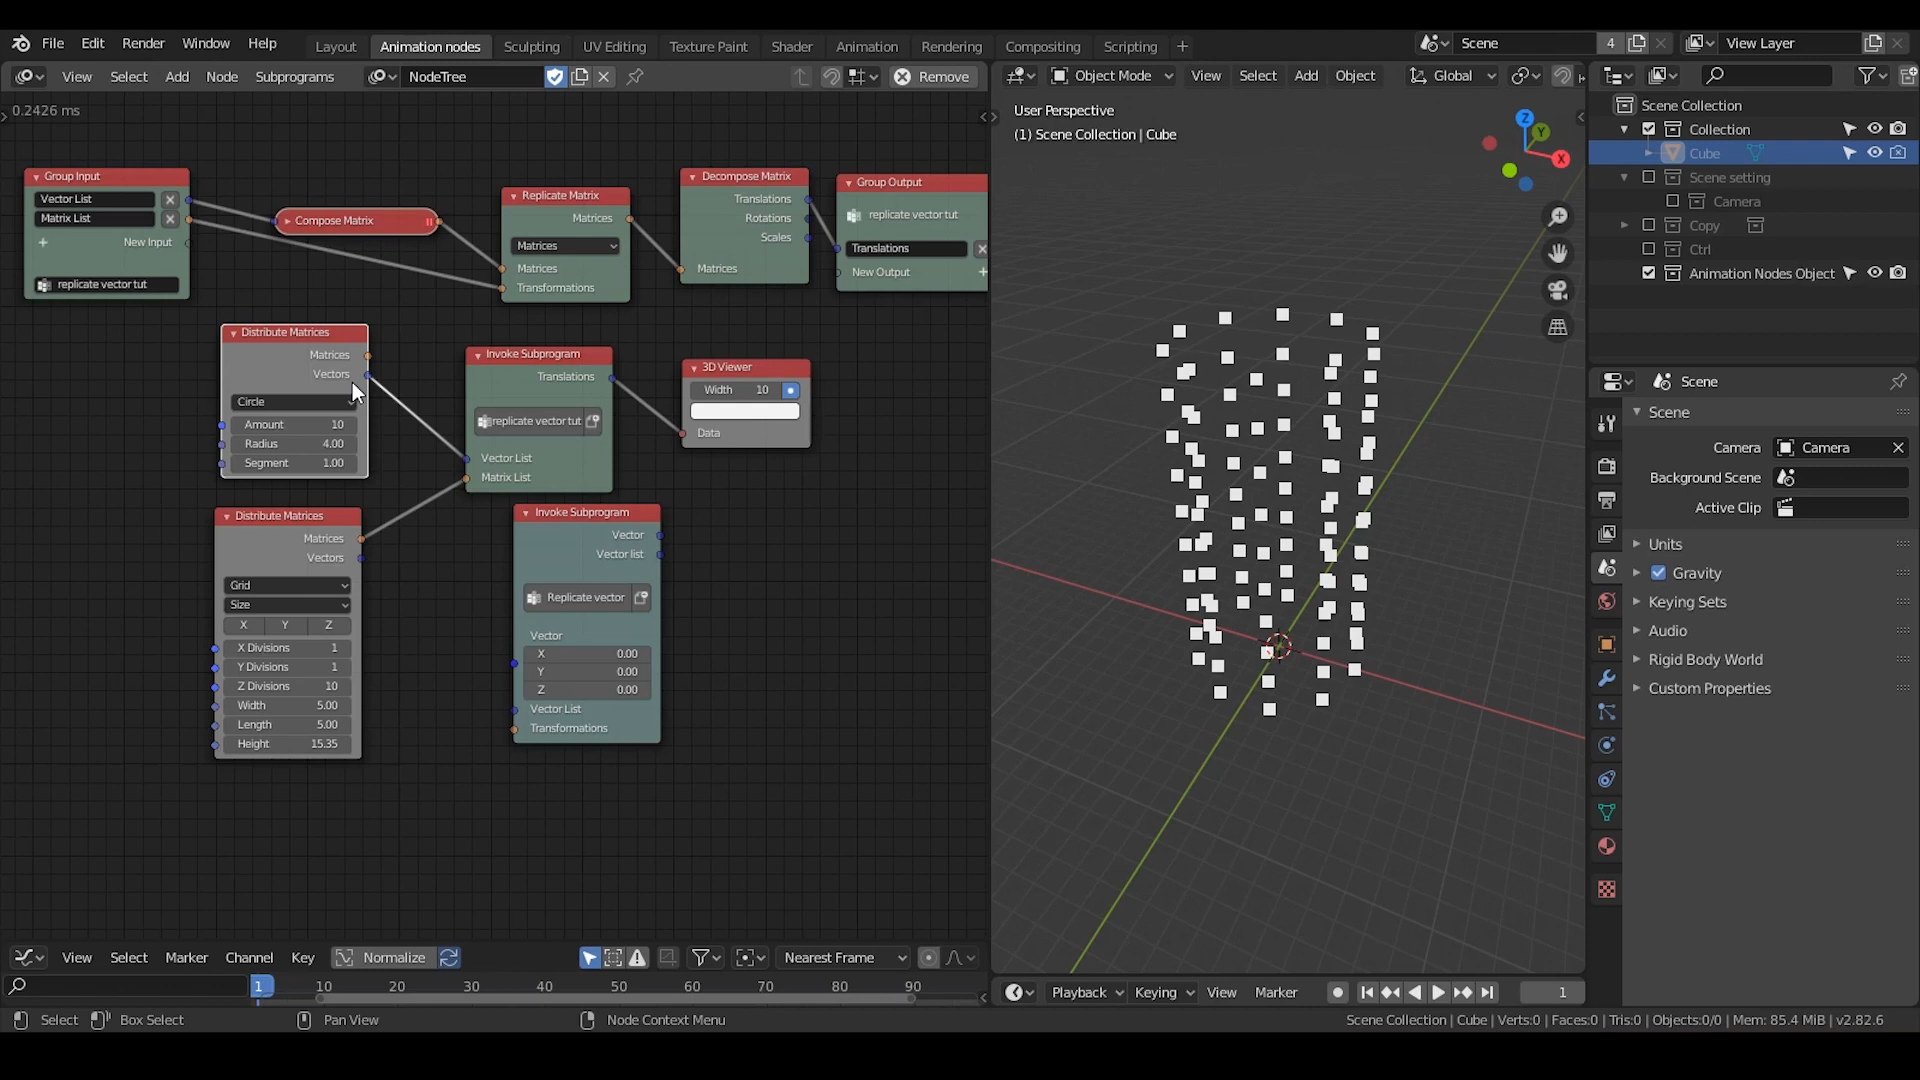 File Edit Render Window Help
Layout Animation nodes Sculpting UV Editing Texture Paint Shader Animation Rendering Compositing Scripting
Scene 4
View Layer
View Select Add Node Subprograms
NodeTree
Remove
Object Mode View Select Add Object Global
0.2426 ms
User Perspective
(1) Scene Collection | Cube
Z
Y
X
Group Input
Vector List
Matrix List
New Input
replicate vector tut
Compose Matrix
Replicate Matrix
Matrices
Matrices
Matrices
Transformations
Decompose Matrix
Translations
Rotations
Scales
Matrices
Group Output
replicate vector tut
Translations
New Output
Distribute Matrices
Matrices
Vectors
Circle
Amount 10
Radius 4.00
Segment 1.00
Invoke Subprogram
Translations
replicate vector tut
Vector List
Matrix List
3D Viewer
Width 10
Data
Distribute Matrices
Matrices
Vectors
Grid
Size
X Y Z
X Divisions 1
Y Divisions 1
Z Divisions 10
Width 5.00
Length 5.00
Height 15.35
Invoke Subprogram
Vector
Vector list
Replicate vector
Vector
X 0.00
Y 0.00
Z 0.00
Vector List
Transformations
Scene Collection
Collection
Cube
Scene setting
Camera
Copy
Ctrl
Animation Nodes Object
Scene
Scene
Camera Camera
Background Scene
Active Clip
Units
Gravity
Keying Sets
Audio
Rigid Body World
Custom Properties
View Select Marker Channel Key Normalize Nearest Frame
1 10 20 30 40 50 60 70 80 90
Playback Keying View Marker 1
Select Box Select Pan View Node Context Menu
Scene Collection | Cube | Verts:0 | Faces:0 | Tris:0 | Objects:0/0 | Mem: 85.4 MiB | v2.82.6